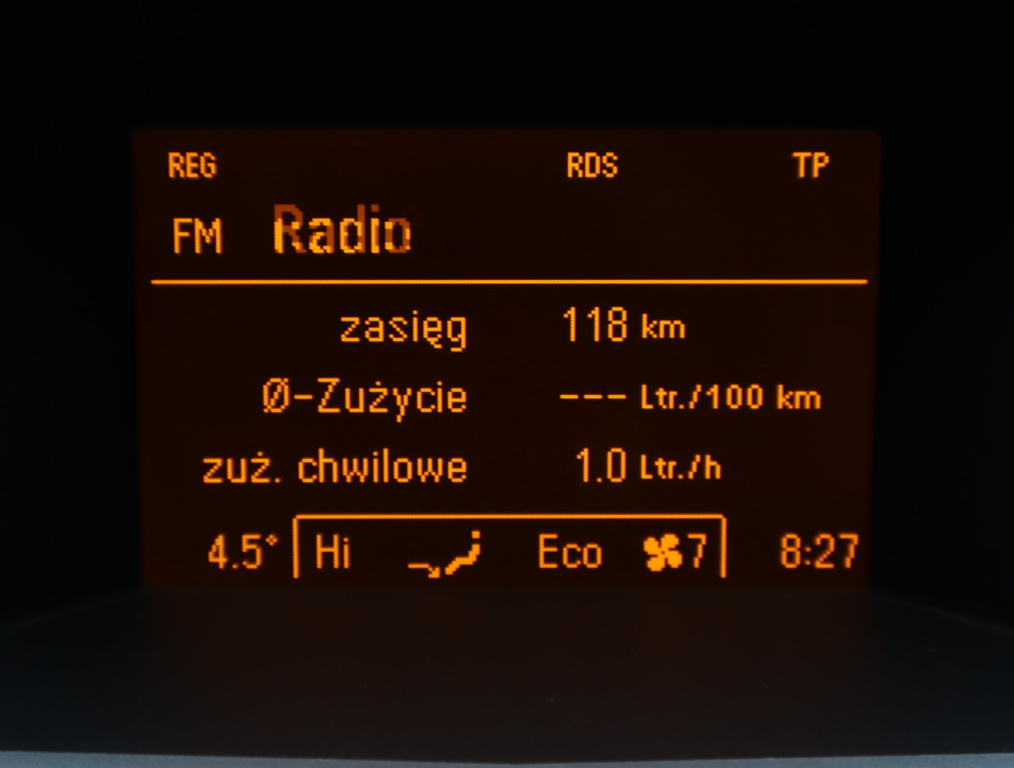 REG RDS TP
FM Radio
zasięg 118 km
Ø-Zużycie --- Ltr./100 km
zuż. chwilowe 1.0 Ltr./h
4.5° Hi Eco 7 8:27